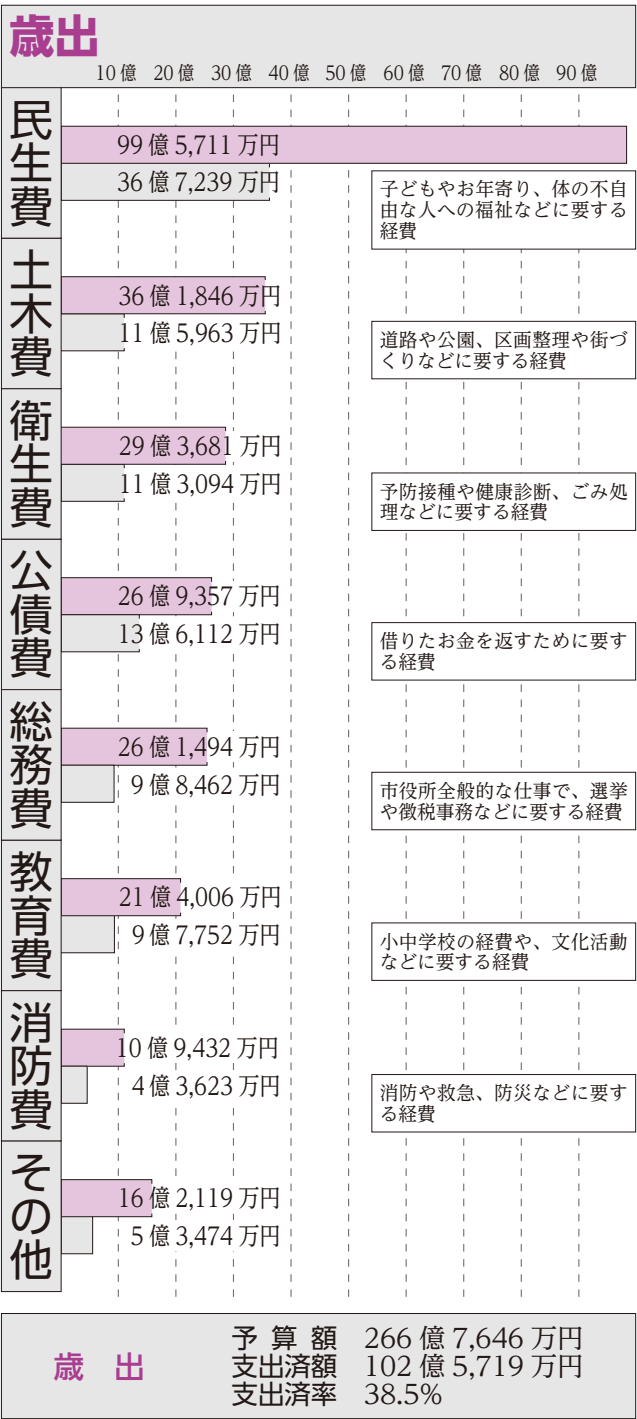 歳出
10億 20億 30億 40億 50億 60億 70億 80億 90億
民生費
99億5,711万円
36億7,239万円
子どもやお年寄り、体の不自
由な人への福祉などに要する
経費
土木費
36億1,846万円
11億5,963万円
道路や公園、区画整理や街づ
くりなどに要する経費
衛生費
29億3,681万円
11億3,094万円
予防接種や健康診断、ごみ処
理などに要する経費
公債費
26億9,357万円
13億6,112万円
借りたお金を返すために要す
る経費
総務費
26億1,494万円
9億8,462万円
市役所全般的な仕事で、選挙
や徴税事務などに要する経費
教育費
21億4,006万円
9億7,752万円
小中学校の経費や、文化活動
などに要する経費
消防費
10億9,432万円
4億3,623万円
消防や救急、防災などに要す
る経費
その他
16億2,119万円
5億3,474万円
歳出
予算額 266億7,646万円
支出済額 102億5,719万円
支出済率 38.5%